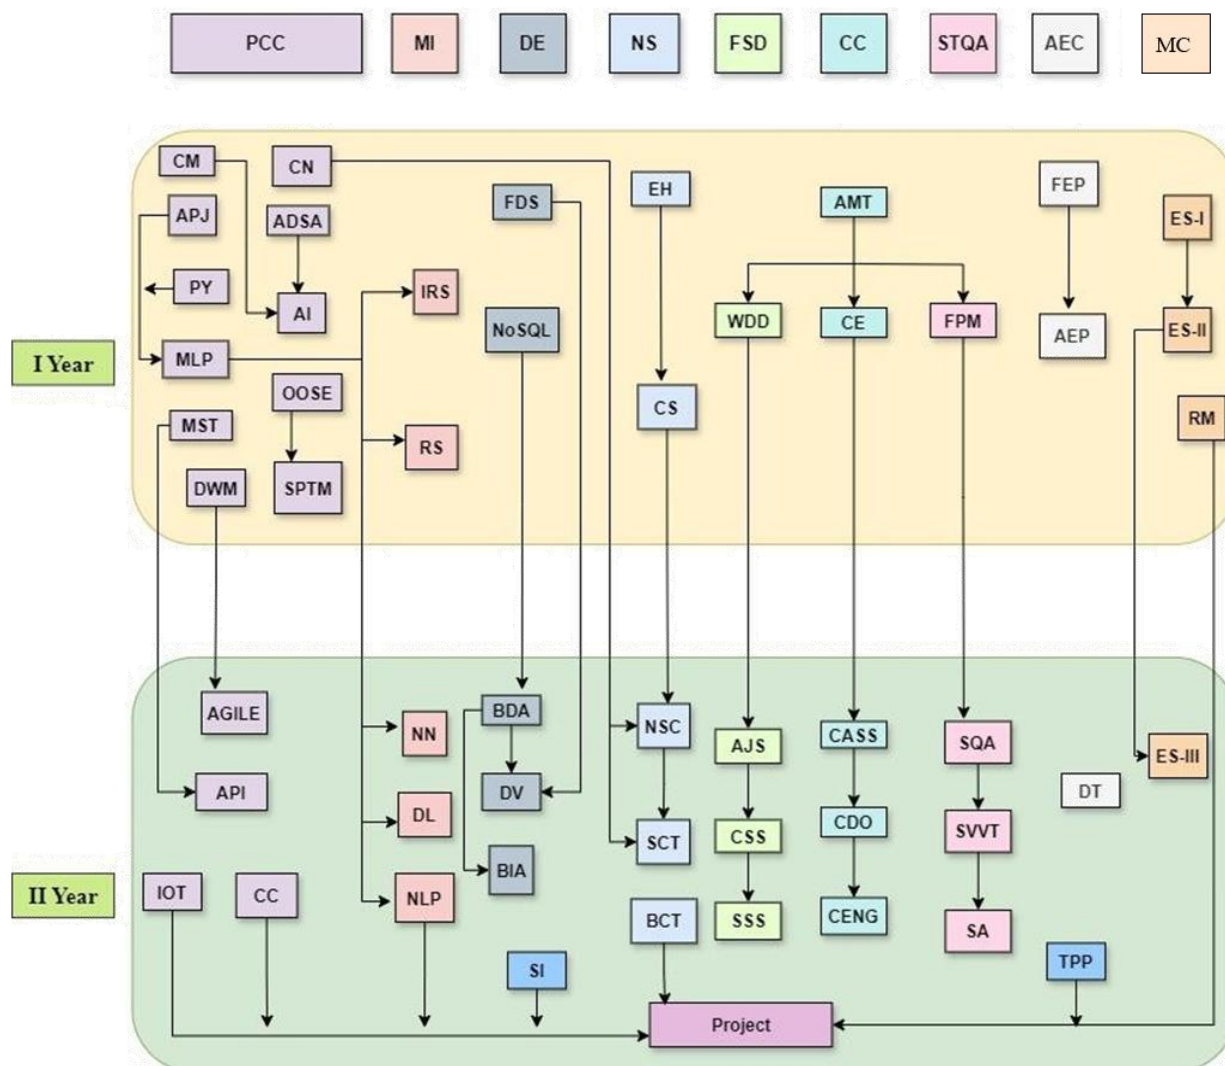 PCC
MI
DE
NS
FSD
CC
STQA
AEC
MC
CM
CN
EH
FEP
FDS
AMT
APJ
ADSA
ES-I
PY
IRS
AI
NoSQL
WDD
CE
FPM
AEP
ES-II
I Year
MLP
OOSE
CS
RM
MST
RS
DWM
SPTM
AGILE
BDA
NSC
NN
AJS
CASS
SQA
ES-III
API
DV
DT
DL
CSS
CDO
SVVT
SCT
BIA
II Year
IOT
CC
NLP
BCT
SSS
CENG
SA
SI
TPP
Project